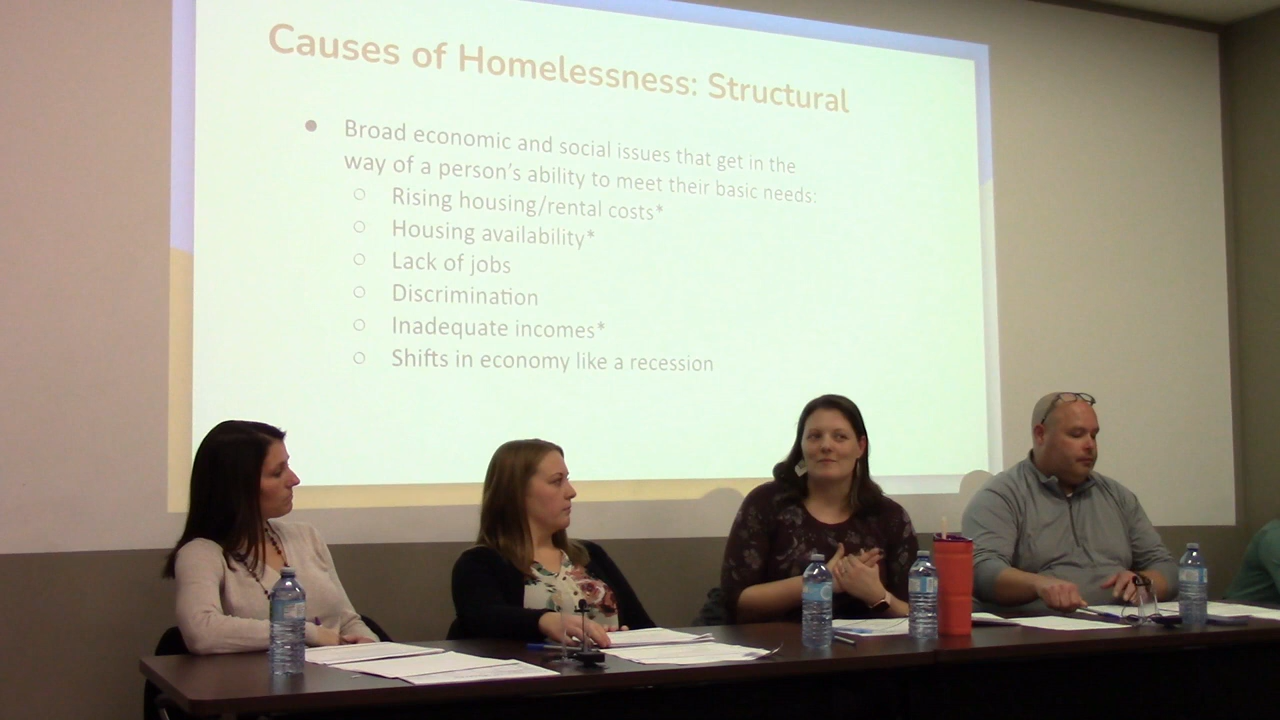 Causes of Homelessness: Structural
● Broad economic and social issues that get in the
way of a person's ability to meet their basic needs:
○ Rising housing/rental costs*
○ Housing availability*
○ Lack of jobs
○ Discrimination
○ Inadequate incomes*
○ Shifts in economy like a recession